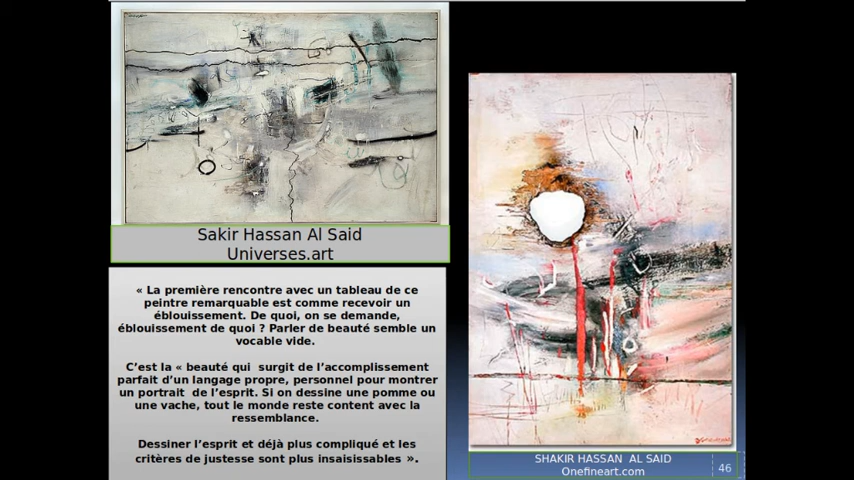 Sakir Hassan Al Said
Universes.art
« La première rencontre avec un tableau de ce
peintre remarquable est comme recevoir un
éblouissement. De quoi, on se demande,
éblouissement de quoi ? Parler de beauté semble un
vocable vide.
C’est la « beauté qui  surgit de l’accomplissement
parfait d’un langage propre, personnel pour montrer
un portrait  de l’esprit. Si on dessine une pomme ou
une vache, tout le monde reste content avec la
ressemblance.
Dessiner l’esprit et déjà plus compliqué et les
critères de justesse sont plus insaisissables ».
SHAKIR HASSAN  AL SAID
Onefineart.com
46